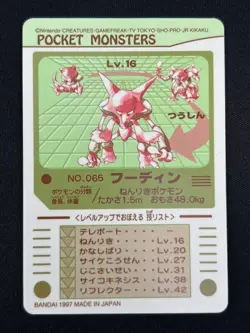 ©Nintendo・CREATURES・GAMEFREAK・TV TOKYO・SHO-PRO・JR KIKAKU
POCKET MONSTERS
Lv.16
つうしん
NO.065 フーディン
ポケモンの分類 ねんりきポケモン
身長、体重 たかさ1.5m おもさ48.0kg
<レベルアップでおぼえる技リスト>
テレポート
ねんりき Lv.16
かなしばり Lv.20
サイケこうせん Lv.27
じこさいせい Lv.31
サイコキネシス Lv.38
リフレクター Lv.42
BANDAI 1997 MADE IN JAPAN